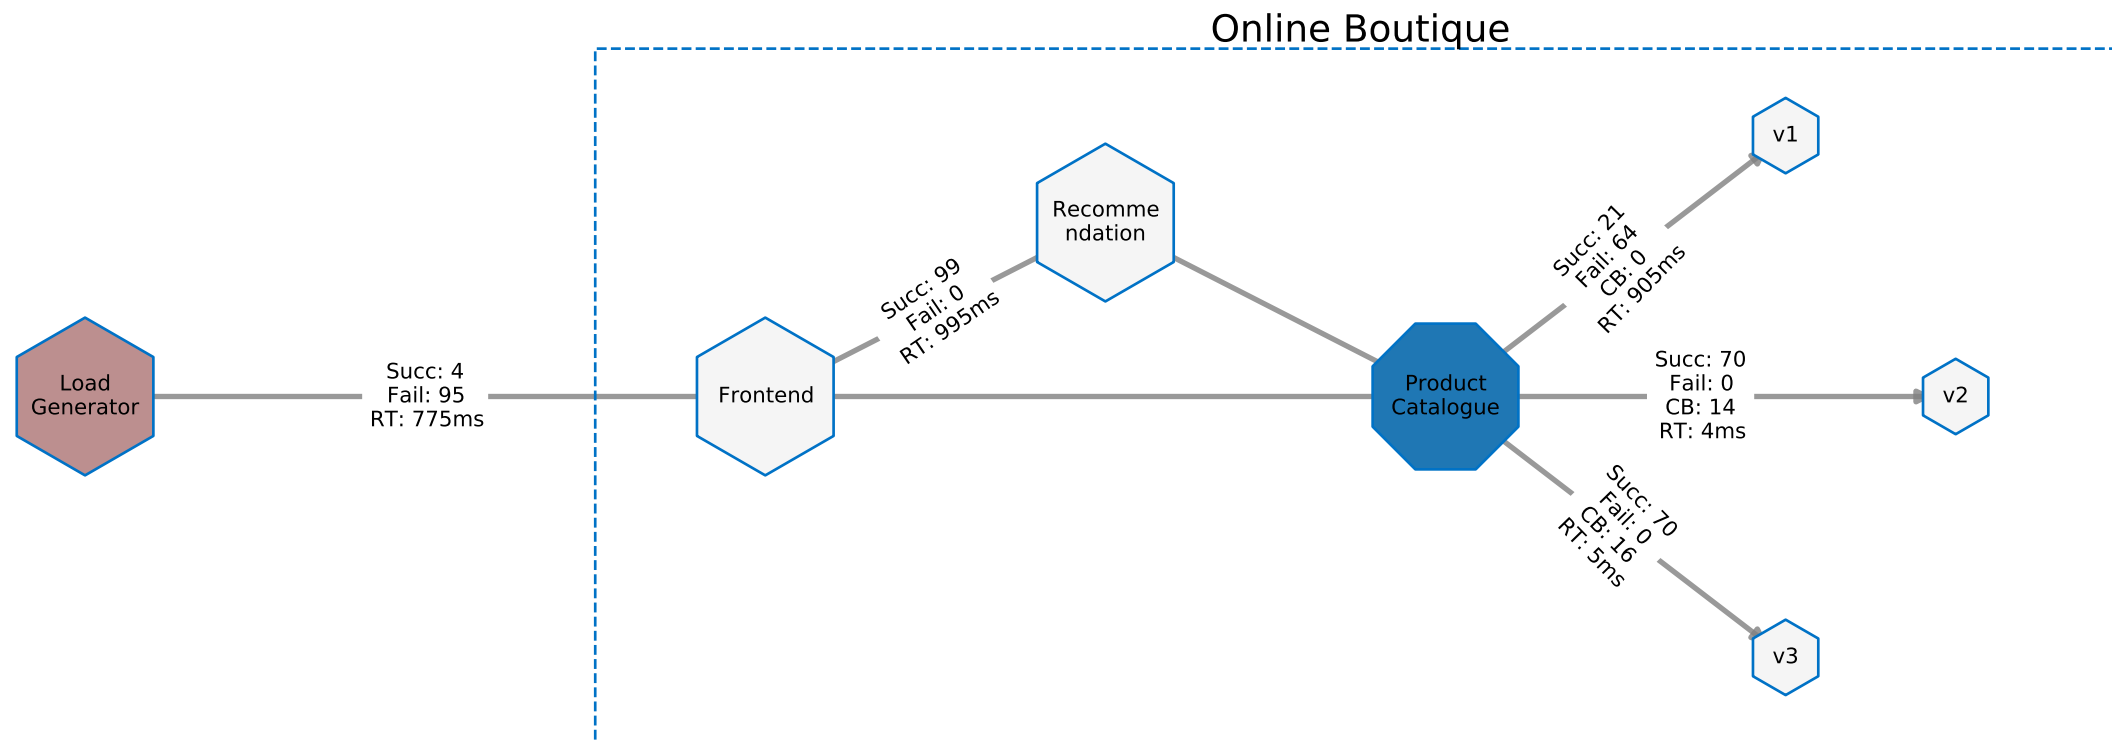 Online Boutique
v1
Recomme
ndation
Succ: 21
Fail: 64
CB: 0
RT: 905ms
Succ: 99
Fail: 0
RT: 995ms
Load
Generator
Succ: 4
Fail: 95
RT: 775ms
Frontend
Product
Catalogue
Succ: 70
Fail: 0
CB: 14
RT: 4ms
v2
Succ: 70
Fail: 0
CB: 16
RT: 5ms
v3